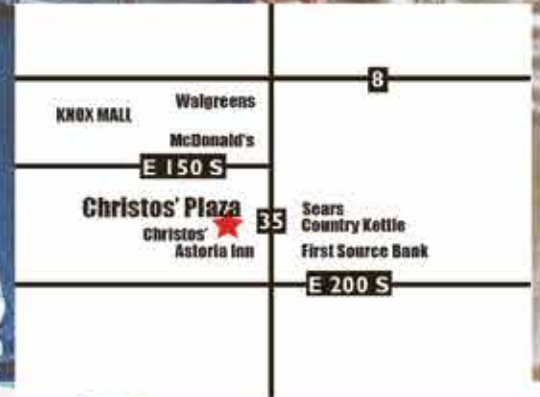 8
Walgreens
KNOX MALL
McDonald's
E 150 S
Christos' Plaza
Christos'
Astoria Inn
35
Sears
Country Kettle
First Source Bank
E 200 S